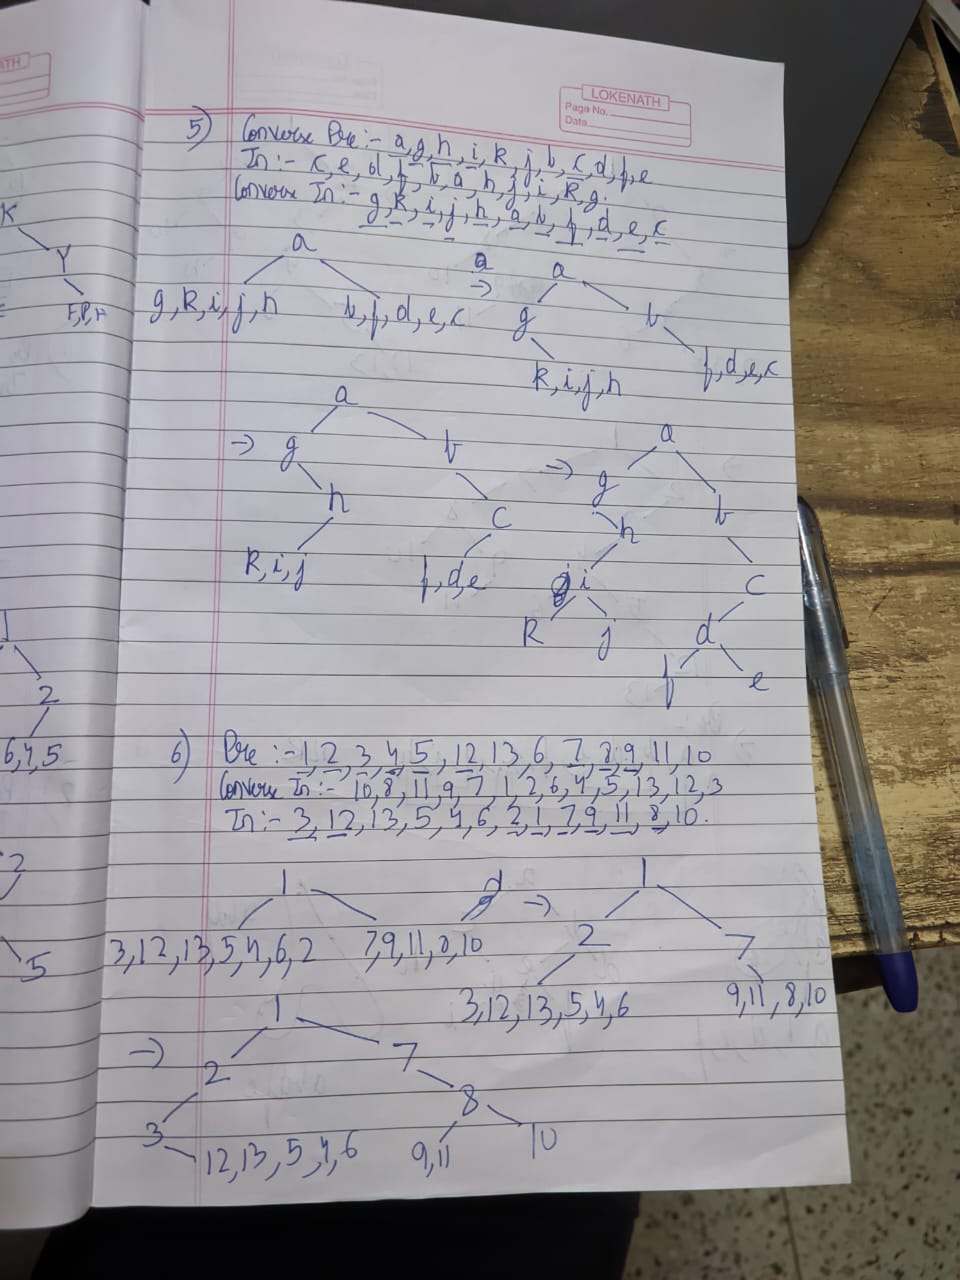 ATH
LOKENATH
Page No.
Date
5) Converse Pre :- a, g, h, i, k, j, b, c, d, f, e
In :- c, e, d, f, b, a, h, j, i, k, g.
Converse In :- g, k, i, j, h, a, b, f, d, e, c
a
g, k, i, j, h b, f, d, e, c
→ a
g b
k, i, j, h f, d, e, c
→ a
g b
h c
k, i, j f, d, e
→ a
g b
h c
i d
k j f e
K
Y
2
6, 4, 5
2
5
6) Pre :- 1, 2, 3, 4, 5, 12, 13, 6, 7, 8, 9, 11, 10
Converse In :- 10, 8, 11, 9, 7, 1, 2, 6, 4, 5, 13, 12, 3
In :- 3, 12, 13, 5, 4, 6, 2, 1, 7, 9, 11, 8, 10.
1
3, 12, 13, 5, 4, 6, 2 7, 9, 11, 8, 10
→ 1
2 7
3, 12, 13, 5, 4, 6 9, 11, 8, 10
→ 1
2 7
3 8
12, 13, 5, 4, 6 9, 11 10